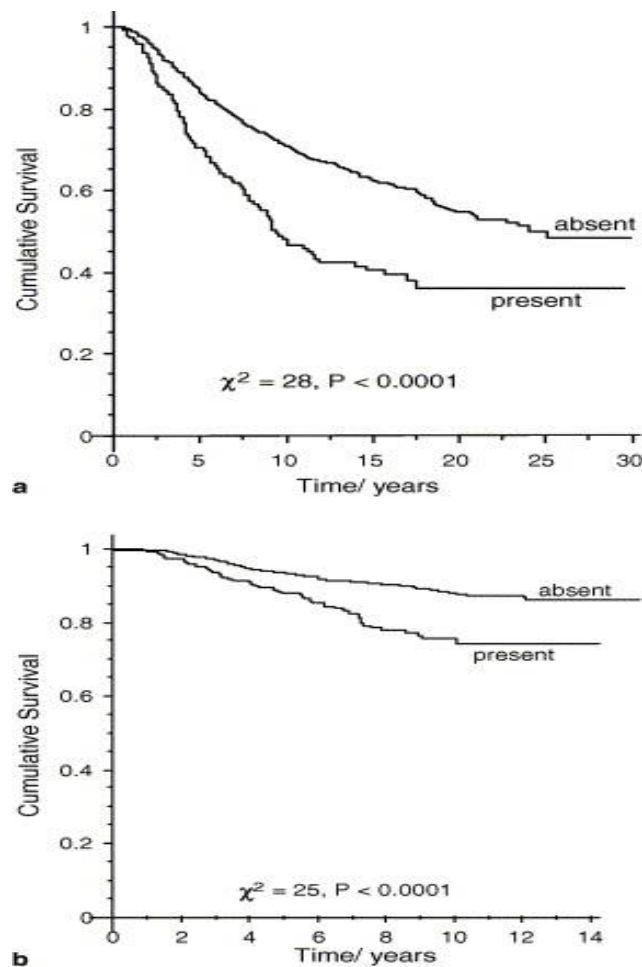 1
0.8
0.6
0.4
0.2
0
Cumulative Survival
absent
present
χ² = 28, P < 0.0001
0 5 10 15 20 25 30
Time/ years
a
1
0.8
0.6
0.4
0.2
0
Cumulative Survival
absent
present
χ² = 25, P < 0.0001
0 2 4 6 8 10 12 14
Time/ years
b